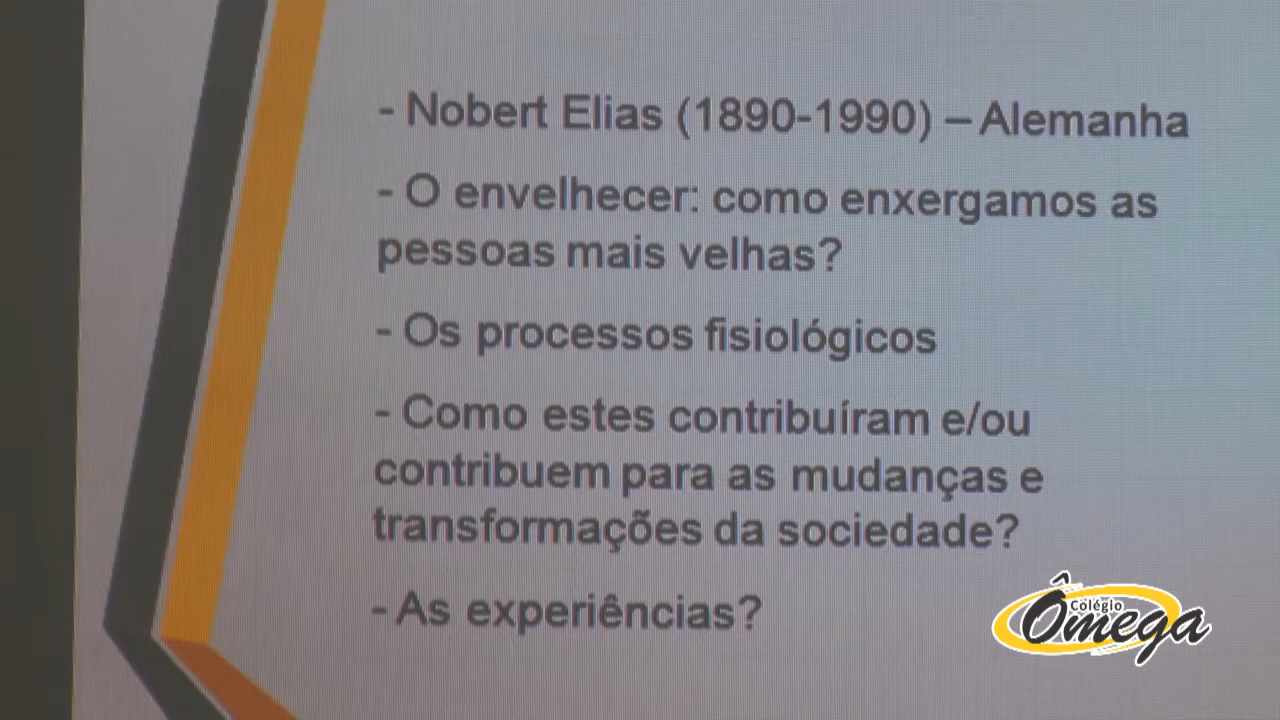 - Nobert Elias (1890-1990) – Alemanha
- O envelhecer: como enxergamos as
pessoas mais velhas?
- Os processos fisiológicos
- Como estes contribuíram e/ou
contribuem para as mudanças e
transformações da sociedade?
- As experiências?
Colégio
Ômega